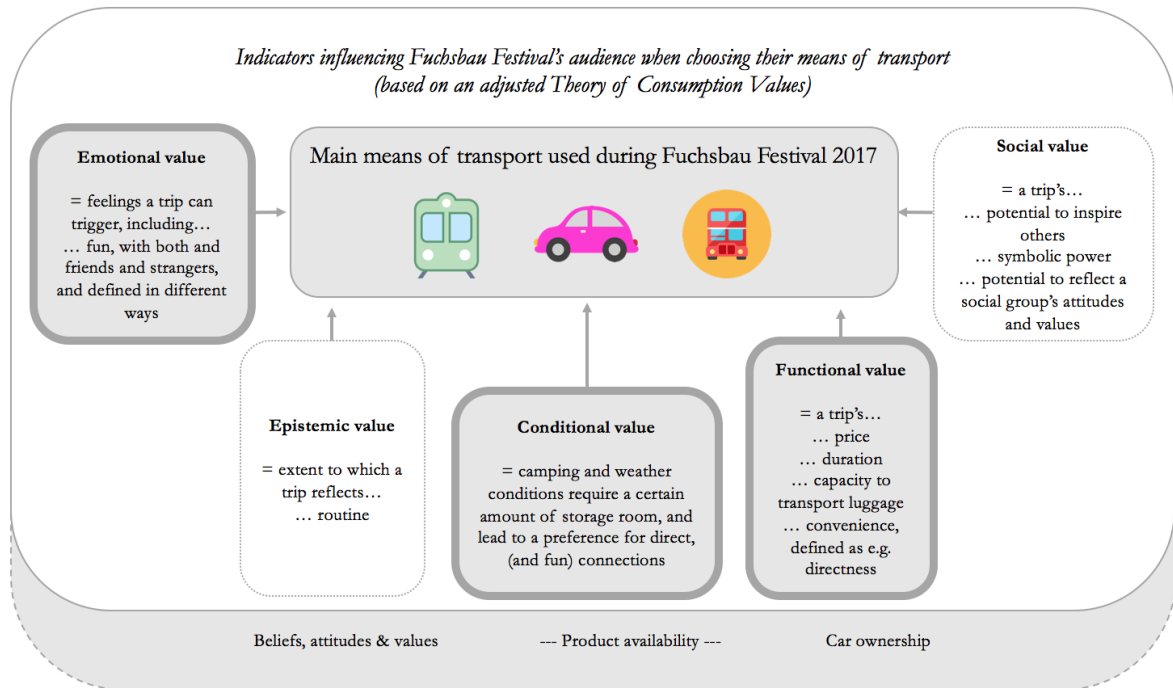 Indicators influencing Fuchsbau Festival's audience when choosing their means of transport
(based on an adjusted Theory of Consumption Values)
Emotional value
= feelings a trip can
trigger, including…
… fun, with both and
friends and strangers,
and defined in different
ways
Main means of transport used during Fuchsbau Festival 2017
Social value
= a trip's…
… potential to inspire
others
… symbolic power
… potential to reflect a
social group's attitudes
and values
Epistemic value
= extent to which a
trip reflects…
… routine
Conditional value
= camping and weather
conditions require a certain
amount of storage room, and
lead to a preference for direct,
(and fun) connections
Functional value
= a trip's…
… price
… duration
… capacity to
transport luggage
… convenience,
defined as e.g.
directness
Beliefs, attitudes & values
--- Product availability ---
Car ownership